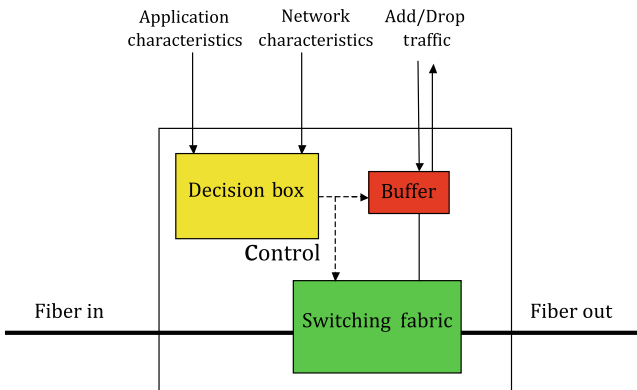 Application
characteristics
Network
characteristics
Add/Drop
traffic
Decision box
Buffer
Control
Switching fabric
Fiber in
Fiber out